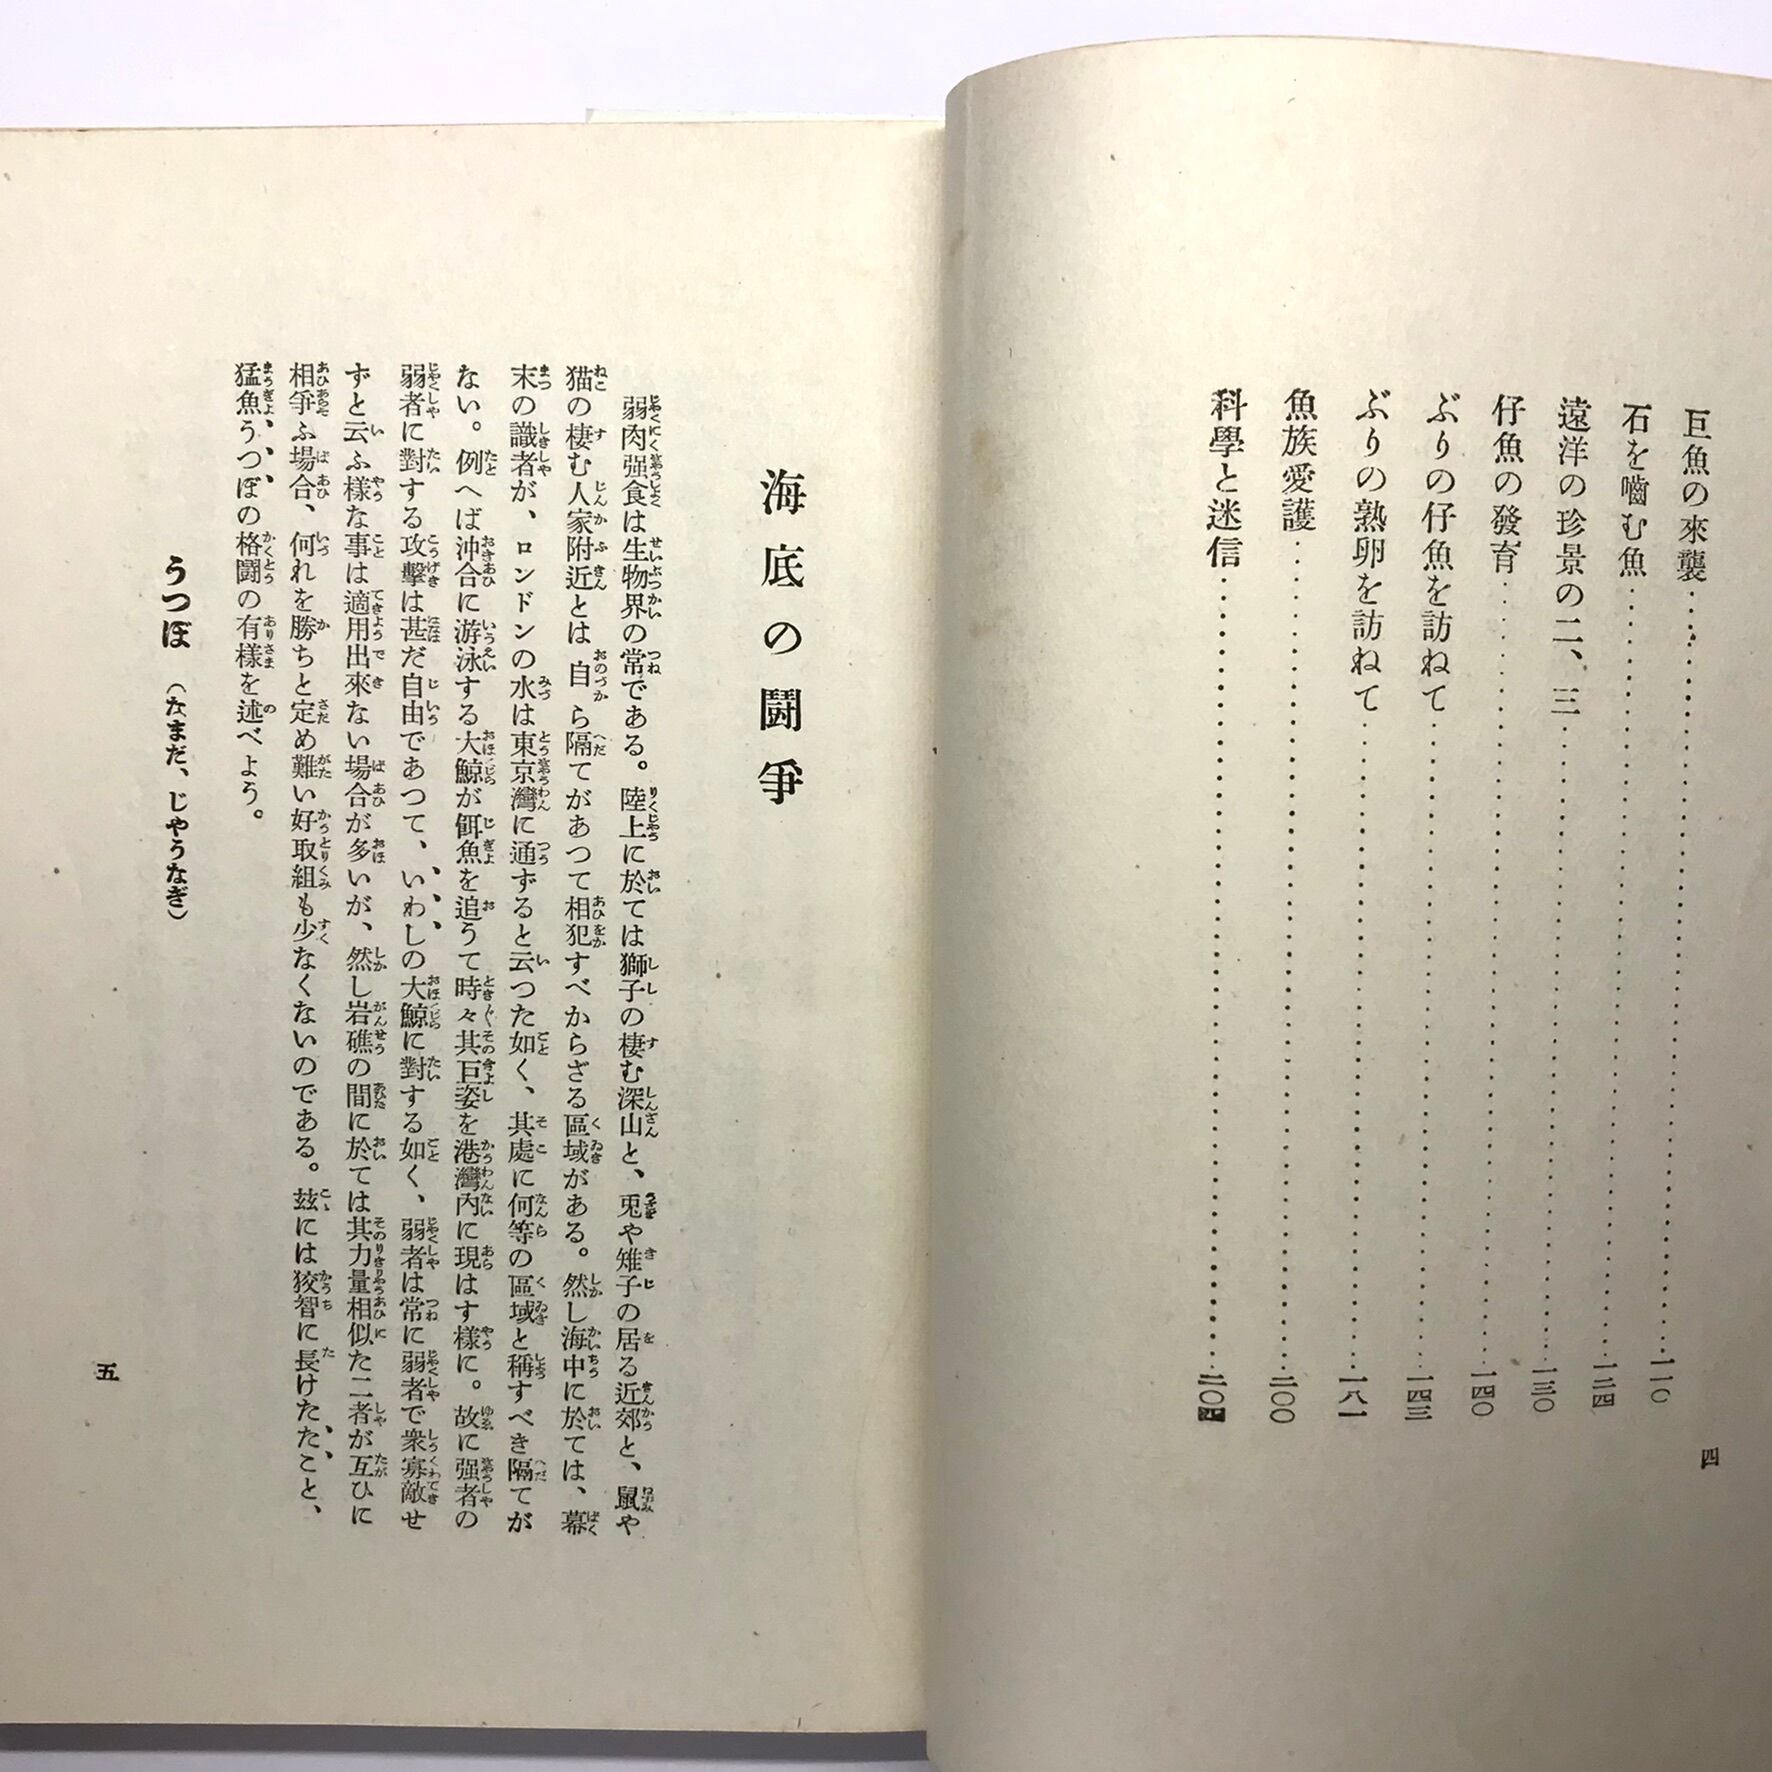 巨魚の來襲…………一一〇
石を嚙む魚…………一二四
遠洋の珍景の二、三…………一三〇
仔魚の發育…………一四〇
ぶりの仔魚を訪ねて…………一四三
ぶりの熟卵を訪ねて…………一八一
魚族愛護…………二〇〇
科學と迷信…………二〇四
四
海底の鬪爭
弱肉强食は生物界の常である。陸上に於ては獅子の棲む深山と、兎や雉子の居る近郊と、鼠や
猫の棲む人家附近とは自ら隔てがあつて相犯すべからざる區域がある。然し海中に於ては、幕
末の識者が、ロンドンの水は東京灣に通ずると云つた如く、其處に何等の區域と稱すべき隔てが
ない。例へば沖合に游泳する大鯨が餌魚を追うて時々其巨姿を港灣內に現はす樣に。故に强者の
弱者に對する攻擊は甚だ自由であつて、いわしの大鯨に對する如く、弱者は常に弱者で衆寡敵せ
ずと云ふ樣な事は適用出來ない場合が多いが、然し岩礁の間に於ては其力量相似た二者が互ひに
相爭ふ場合、何れを勝ちと定め難い好取組も少なくないのである。玆には狡智に長けたたこと、
猛魚うつぼの格鬪の有樣を述べよう。
うつぼ（なまだ、じやうなぎ）
五